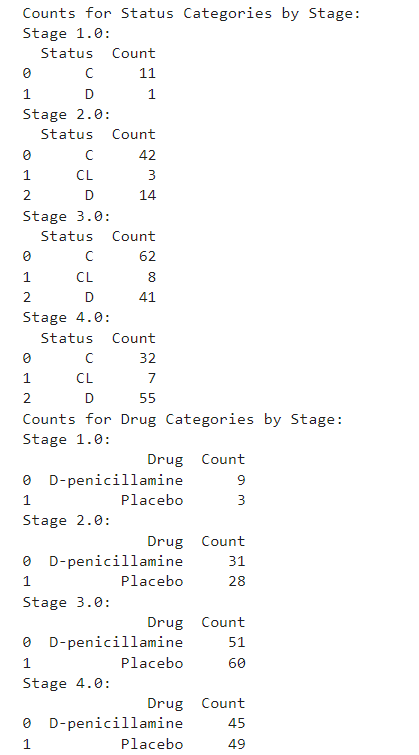 Counts for Status Categories by Stage:
Stage 1.0:
  Status  Count
0      C     11
1      D      1
Stage 2.0:
  Status  Count
0      C     42
1     CL      3
2      D     14
Stage 3.0:
  Status  Count
0      C     62
1     CL      8
2      D     41
Stage 4.0:
  Status  Count
0      C     32
1     CL      7
2      D     55
Counts for Drug Categories by Stage:
Stage 1.0:
              Drug  Count
0  D-penicillamine      9
1          Placebo      3
Stage 2.0:
              Drug  Count
0  D-penicillamine     31
1          Placebo     28
Stage 3.0:
              Drug  Count
0  D-penicillamine     51
1          Placebo     60
Stage 4.0:
              Drug  Count
0  D-penicillamine     45
1          Placebo     49